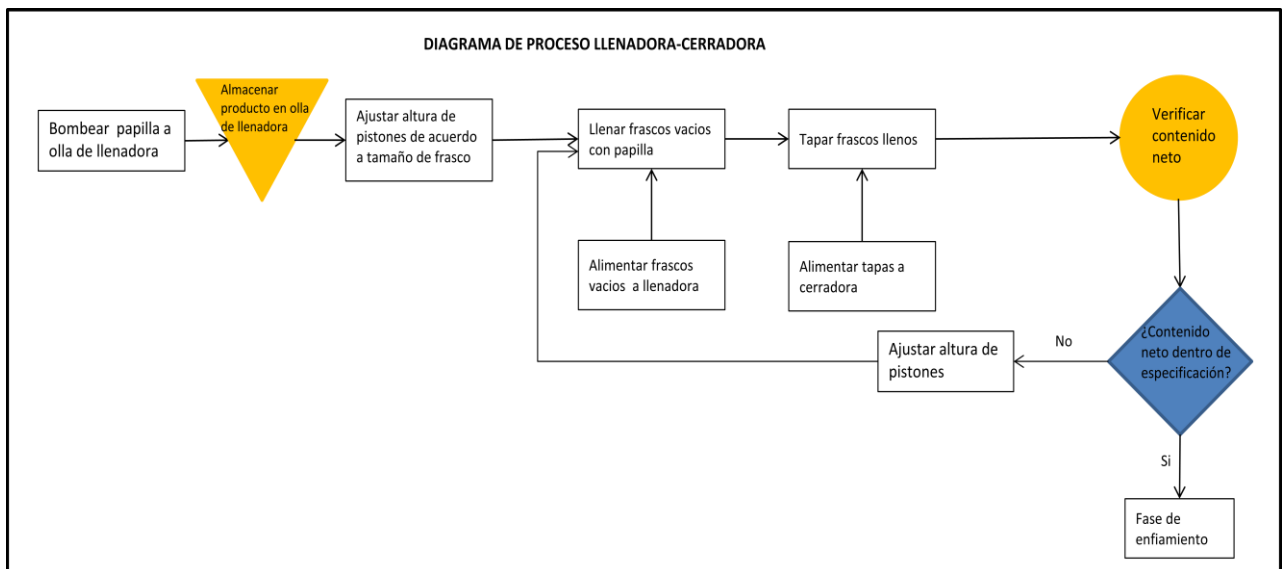 DIAGRAMA DE PROCESO LLENADORA-CERRADORA
Bombear papilla a
olla de llenadora
Almacenar
producto en olla
de llenadora
Ajustar altura de
pistones de acuerdo
a tamaño de frasco
Llenar frascos vacios
con papilla
Tapar frascos llenos
Verificar
contenido
neto
Alimentar frascos
vacios a llenadora
Alimentar tapas a
cerradora
¿Contenido
neto dentro de
especificación?
No
Ajustar altura de
pistones
Si
Fase de
enfiamiento